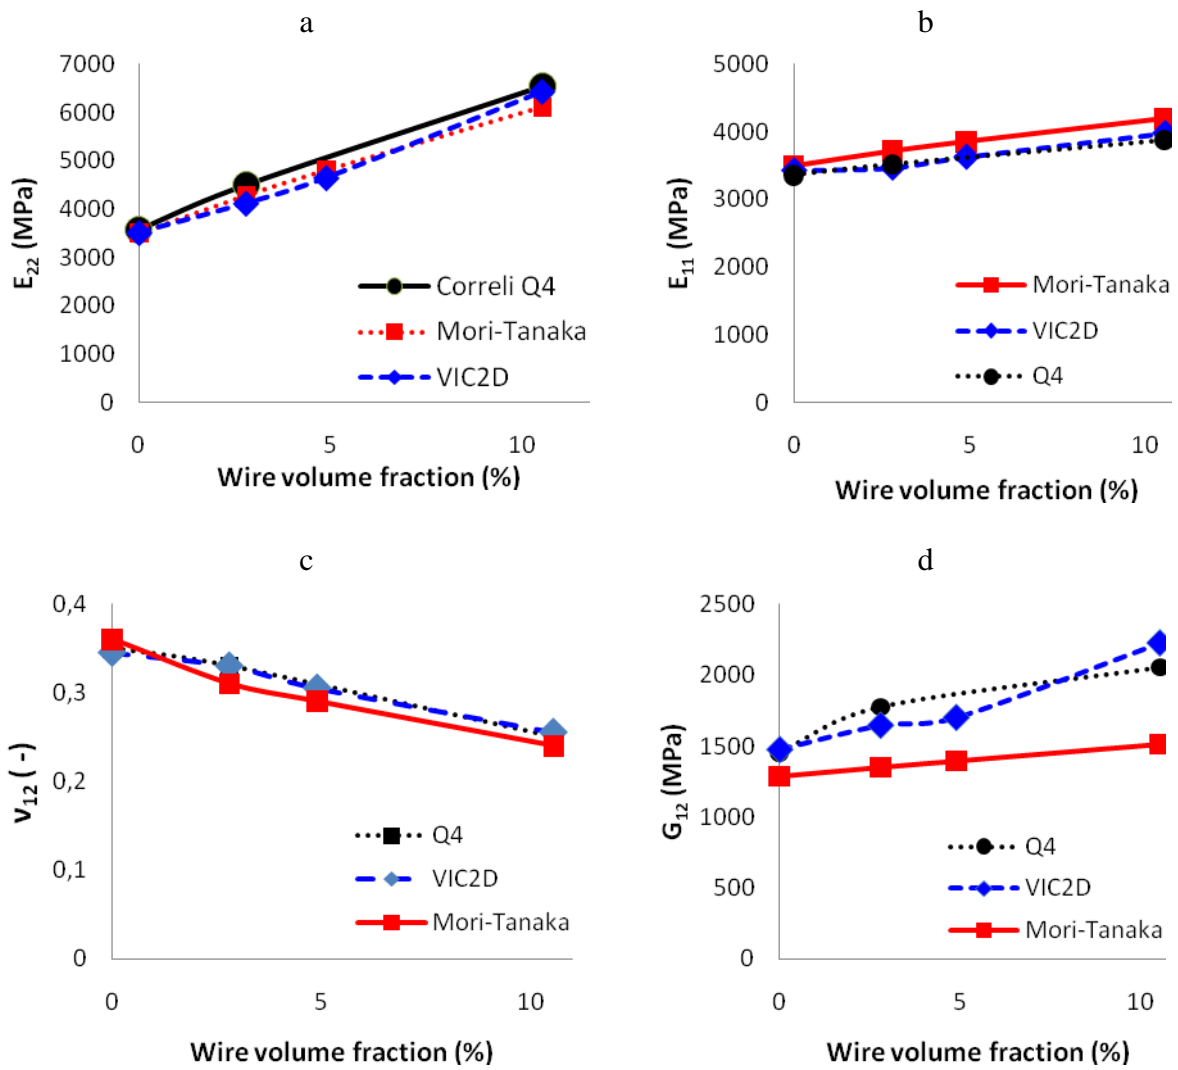 a
7000
6000
5000
4000
3000
2000
1000
0
E22 (MPa)
Correli Q4
Mori-Tanaka
VIC2D
0 5 10
Wire volume fraction (%)
b
5000
4000
3000
2000
1000
0
E11 (MPa)
Mori-Tanaka
VIC2D
Q4
0 5 10
Wire volume fraction (%)
c
0,4
0,3
0,2
0,1
0
ν12 ( -)
Q4
VIC2D
Mori-Tanaka
0 5 10
Wire volume fraction (%)
d
2500
2000
1500
1000
500
0
G12 (MPa)
Q4
VIC2D
Mori-Tanaka
0 5 10
Wire volume fraction (%)